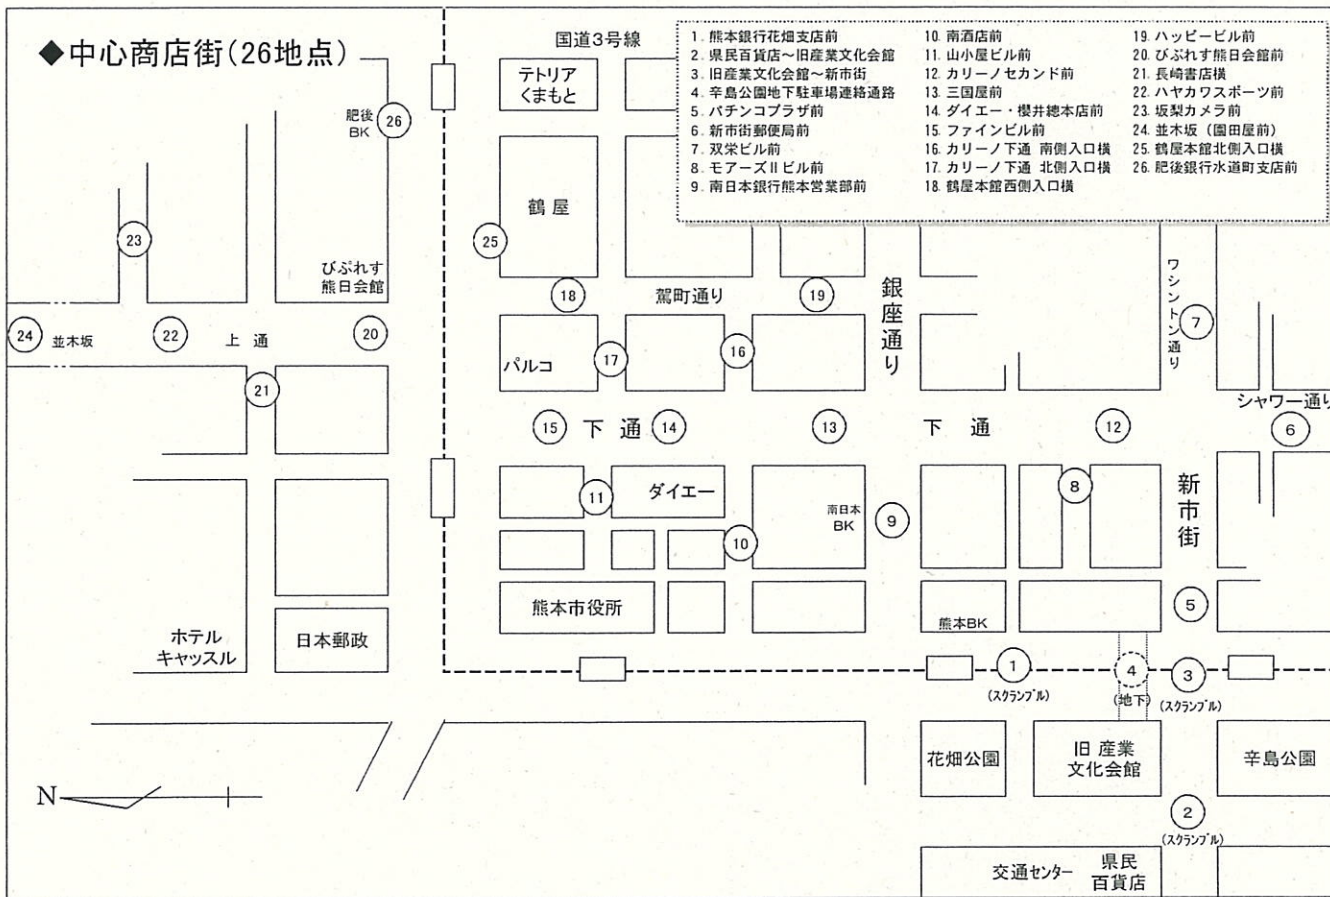 ◆中心商店街(26地点)
国道3号線
1. 熊本銀行花畑支店前
2. 県民百貨店～旧産業文化会館
3. 旧産業文化会館～新市街
4. 辛島公園地下駐車場連絡通路
5. パチンコプラザ前
6. 新市街郵便局前
7. 双栄ビル前
8. モアーズⅡビル前
9. 南日本銀行熊本営業部前
10. 南酒店前
11. 山小屋ビル前
12. カリーノセカンド前
13. 三国屋前
14. ダイエー・櫻井總本店前
15. ファインビル前
16. カリーノ下通 南側入口横
17. カリーノ下通 北側入口横
18. 鶴屋本館西側入口横
19. ハッピービル前
20. びぷれす熊日会館前
21. 長崎書店横
22. ハヤカワスポーツ前
23. 坂梨カメラ前
24. 並木坂（園田屋前）
25. 鶴屋本館北側入口横
26. 肥後銀行水道町支店前
テトリア
くまもと
肥後
BK
26
鶴屋
23
25
びぷれす
熊日会館
18
駕町通り
19
銀座通り
ワシントン通り
7
24
並木坂
22
上通
20
パルコ
17
16
21
シャワー通り
15
下通
14
13
下通
12
6
11
ダイエー
8
新市街
南日本
BK
9
10
熊本市役所
熊本BK
5
ホテル
キャッスル
日本郵政
1
(スクランブル)
4
(地下)
3
(スクランブル)
花畑公園
旧産業
文化会館
辛島公園
N
2
(スクランブル)
交通センター
県民
百貨店